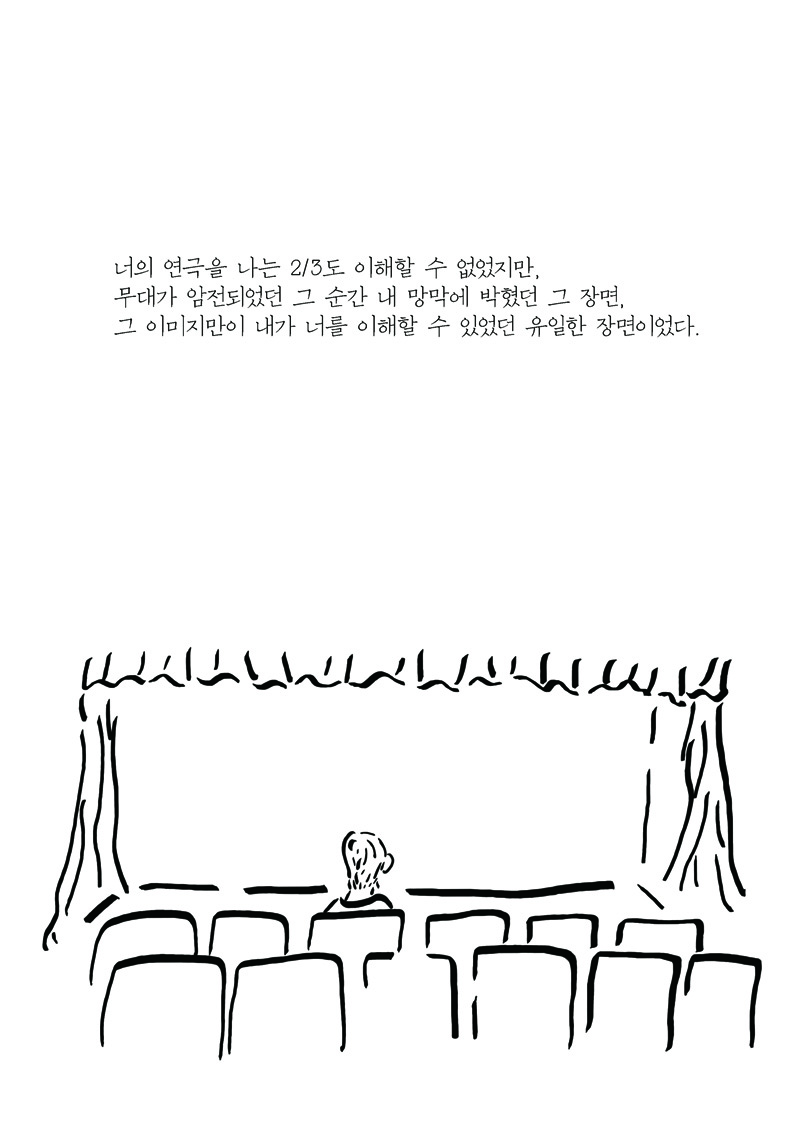 너의 연극을 나는 2/3도 이해할 수 없었지만,
무대가 암전되었던 그 순간 내 망막에 박혔던 그 장면,
그 이미지만이 내가 너를 이해할 수 있었던 유일한 장면이었다.